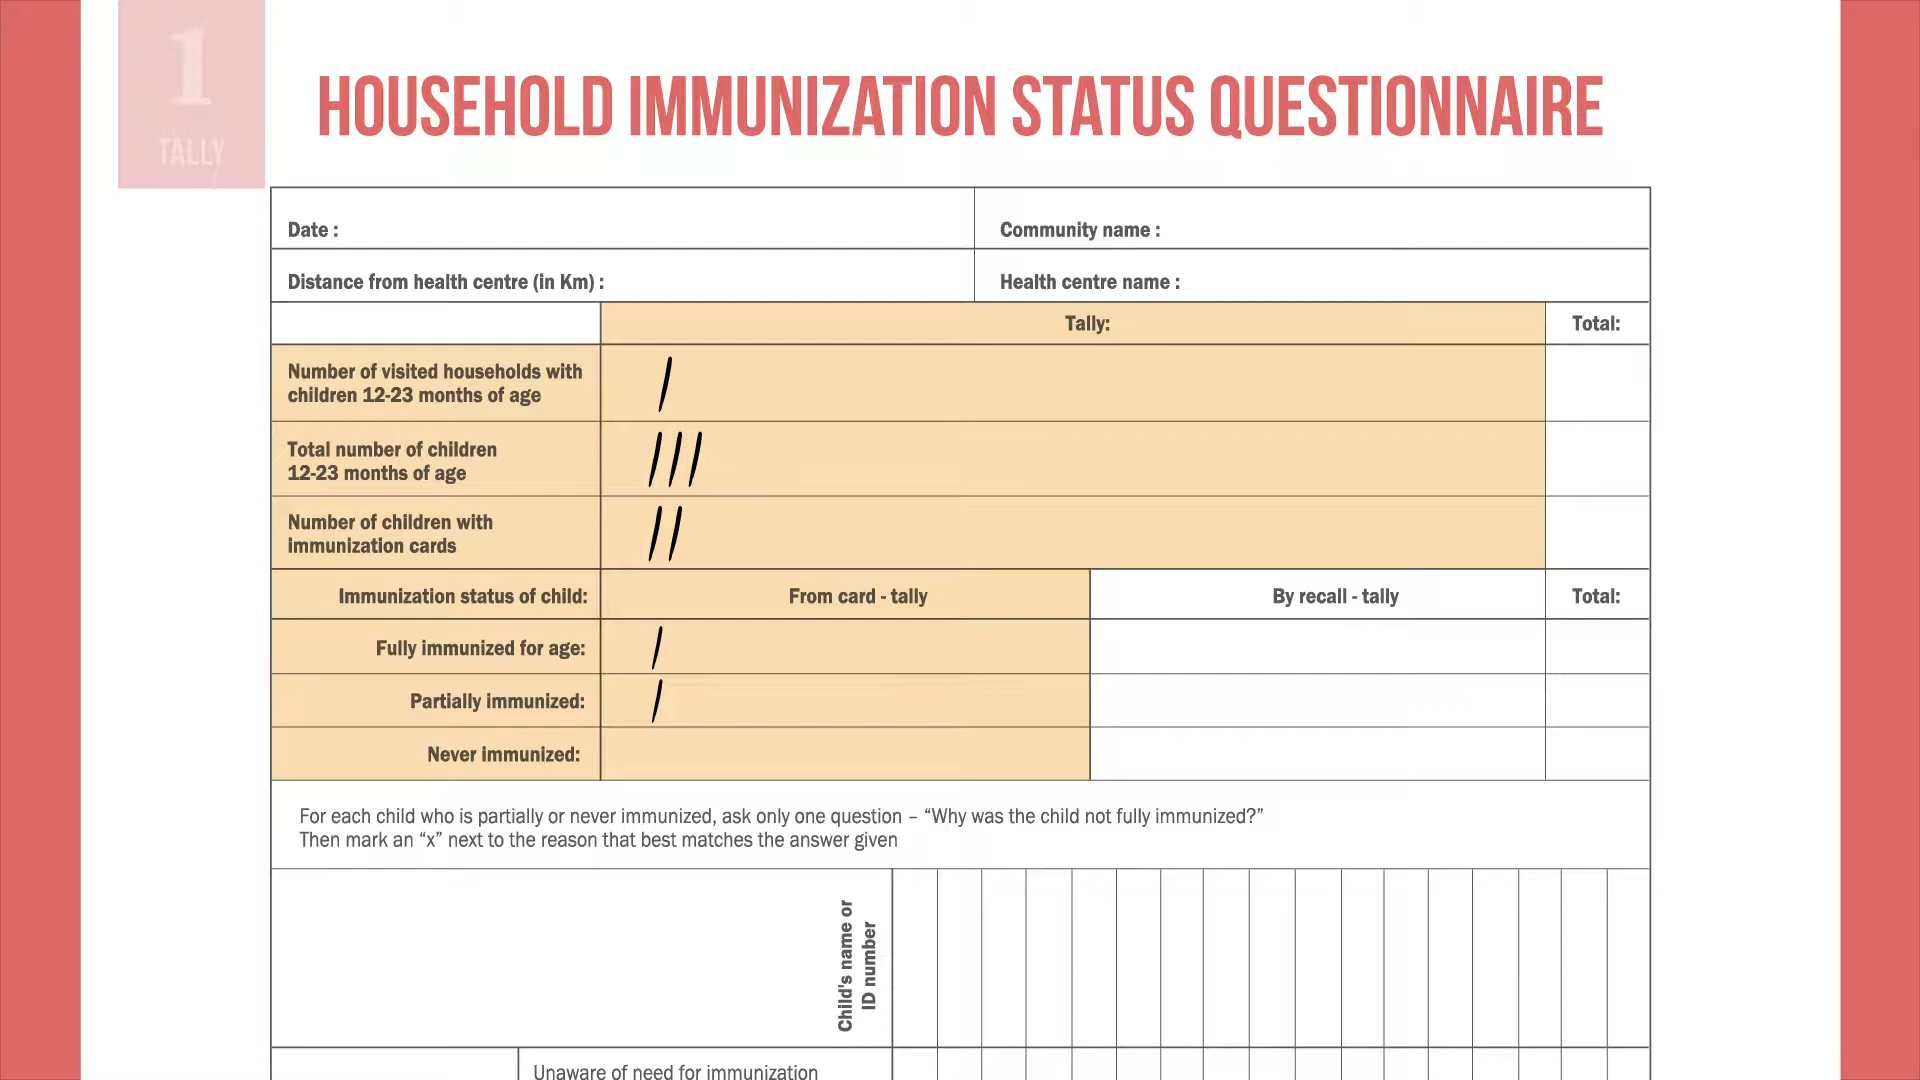 1
TALLY
HOUSEHOLD IMMUNIZATION STATUS QUESTIONNAIRE
Date :
Community name :
Distance from health centre (in Km) :
Health centre name :
Tally:
Total:
Number of visited households with
children 12-23 months of age
Total number of children
12-23 months of age
Number of children with
immunization cards
Immunization status of child:
From card - tally
By recall - tally
Total:
Fully immunized for age:
Partially immunized:
Never immunized:
For each child who is partially or never immunized, ask only one question – “Why was the child not fully immunized?”
Then mark an “x” next to the reason that best matches the answer given
Child's name or
ID number
Unaware of need for immunization